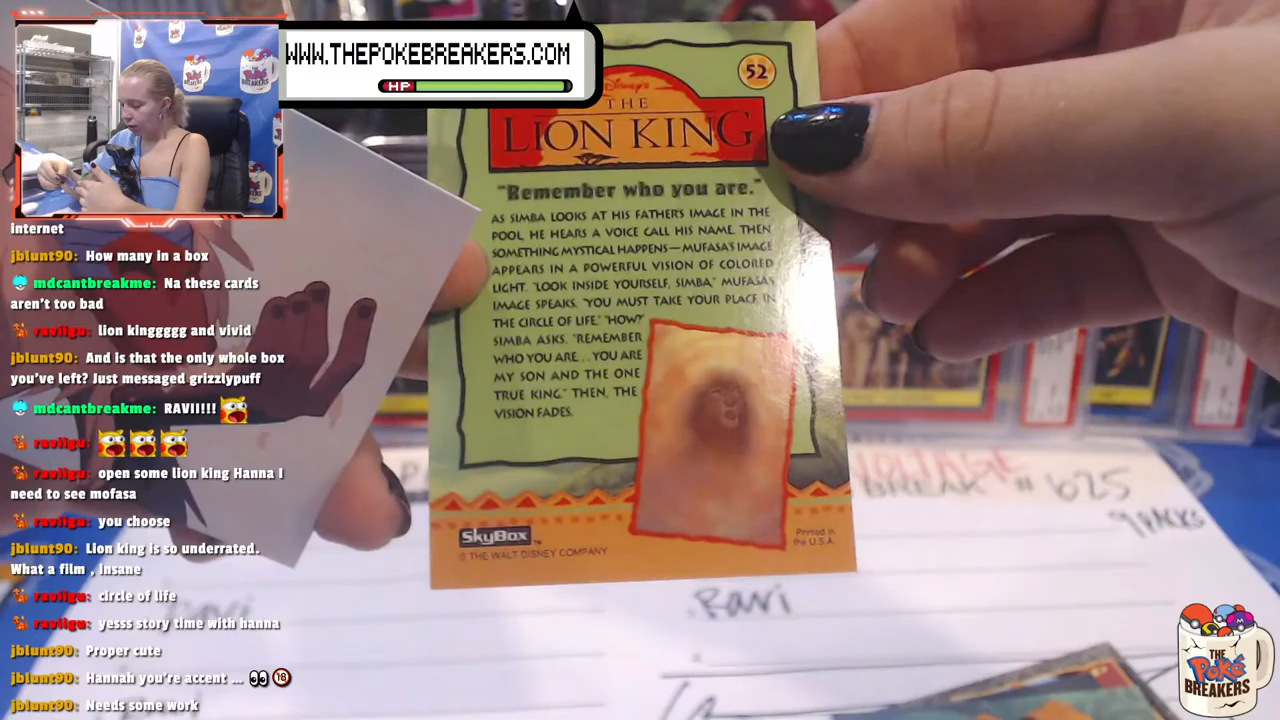 WWW.THEPOKEBREAKERS.COM
HP
internet
jblunt90: How many in a box
mdcantbreakme: Na these cards
aren't too bad
raviigu: lion kinggggg and vivid
jblunt90: And is that the only whole box
you've left? Just messaged grizzlypuff
mdcantbreakme: RAVII!!!
raviigu:
raviigu: open some lion king Hanna I
need to see mofasa
raviigu: you choose
jblunt90: Lion king is so underrated.
What a film , insane
raviigu: circle of life
raviigu: yesss story time with hanna
jblunt90: Proper cute
jblunt90: Hannah you're accent ... 18
jblunt90: Needs some work
52
Disney's
THE
LION KING
"Remember who you are."
AS SIMBA LOOKS AT HIS FATHER'S IMAGE IN THE
POOL, HE HEARS A VOICE CALL HIS NAME. THEN
SOMETHING MYSTICAL HAPPENS—MUFASA'S IMAGE
APPEARS IN A POWERFUL VISION OF COLORED
LIGHT. "LOOK INSIDE YOURSELF, SIMBA," MUFASA'S
IMAGE SPEAKS. "YOU MUST TAKE YOUR PLACE IN
THE CIRCLE OF LIFE." "HOW?"
SIMBA ASKS. "REMEMBER
WHO YOU ARE...YOU ARE
MY SON AND THE ONE
TRUE KING." THEN, THE
VISION FADES.
SkyBox™
© THE WALT DISNEY COMPANY
Printed in
the U.S.A.
BREAK # 625
9 PACKS
Ravi
THE
Poké
BREAKERS